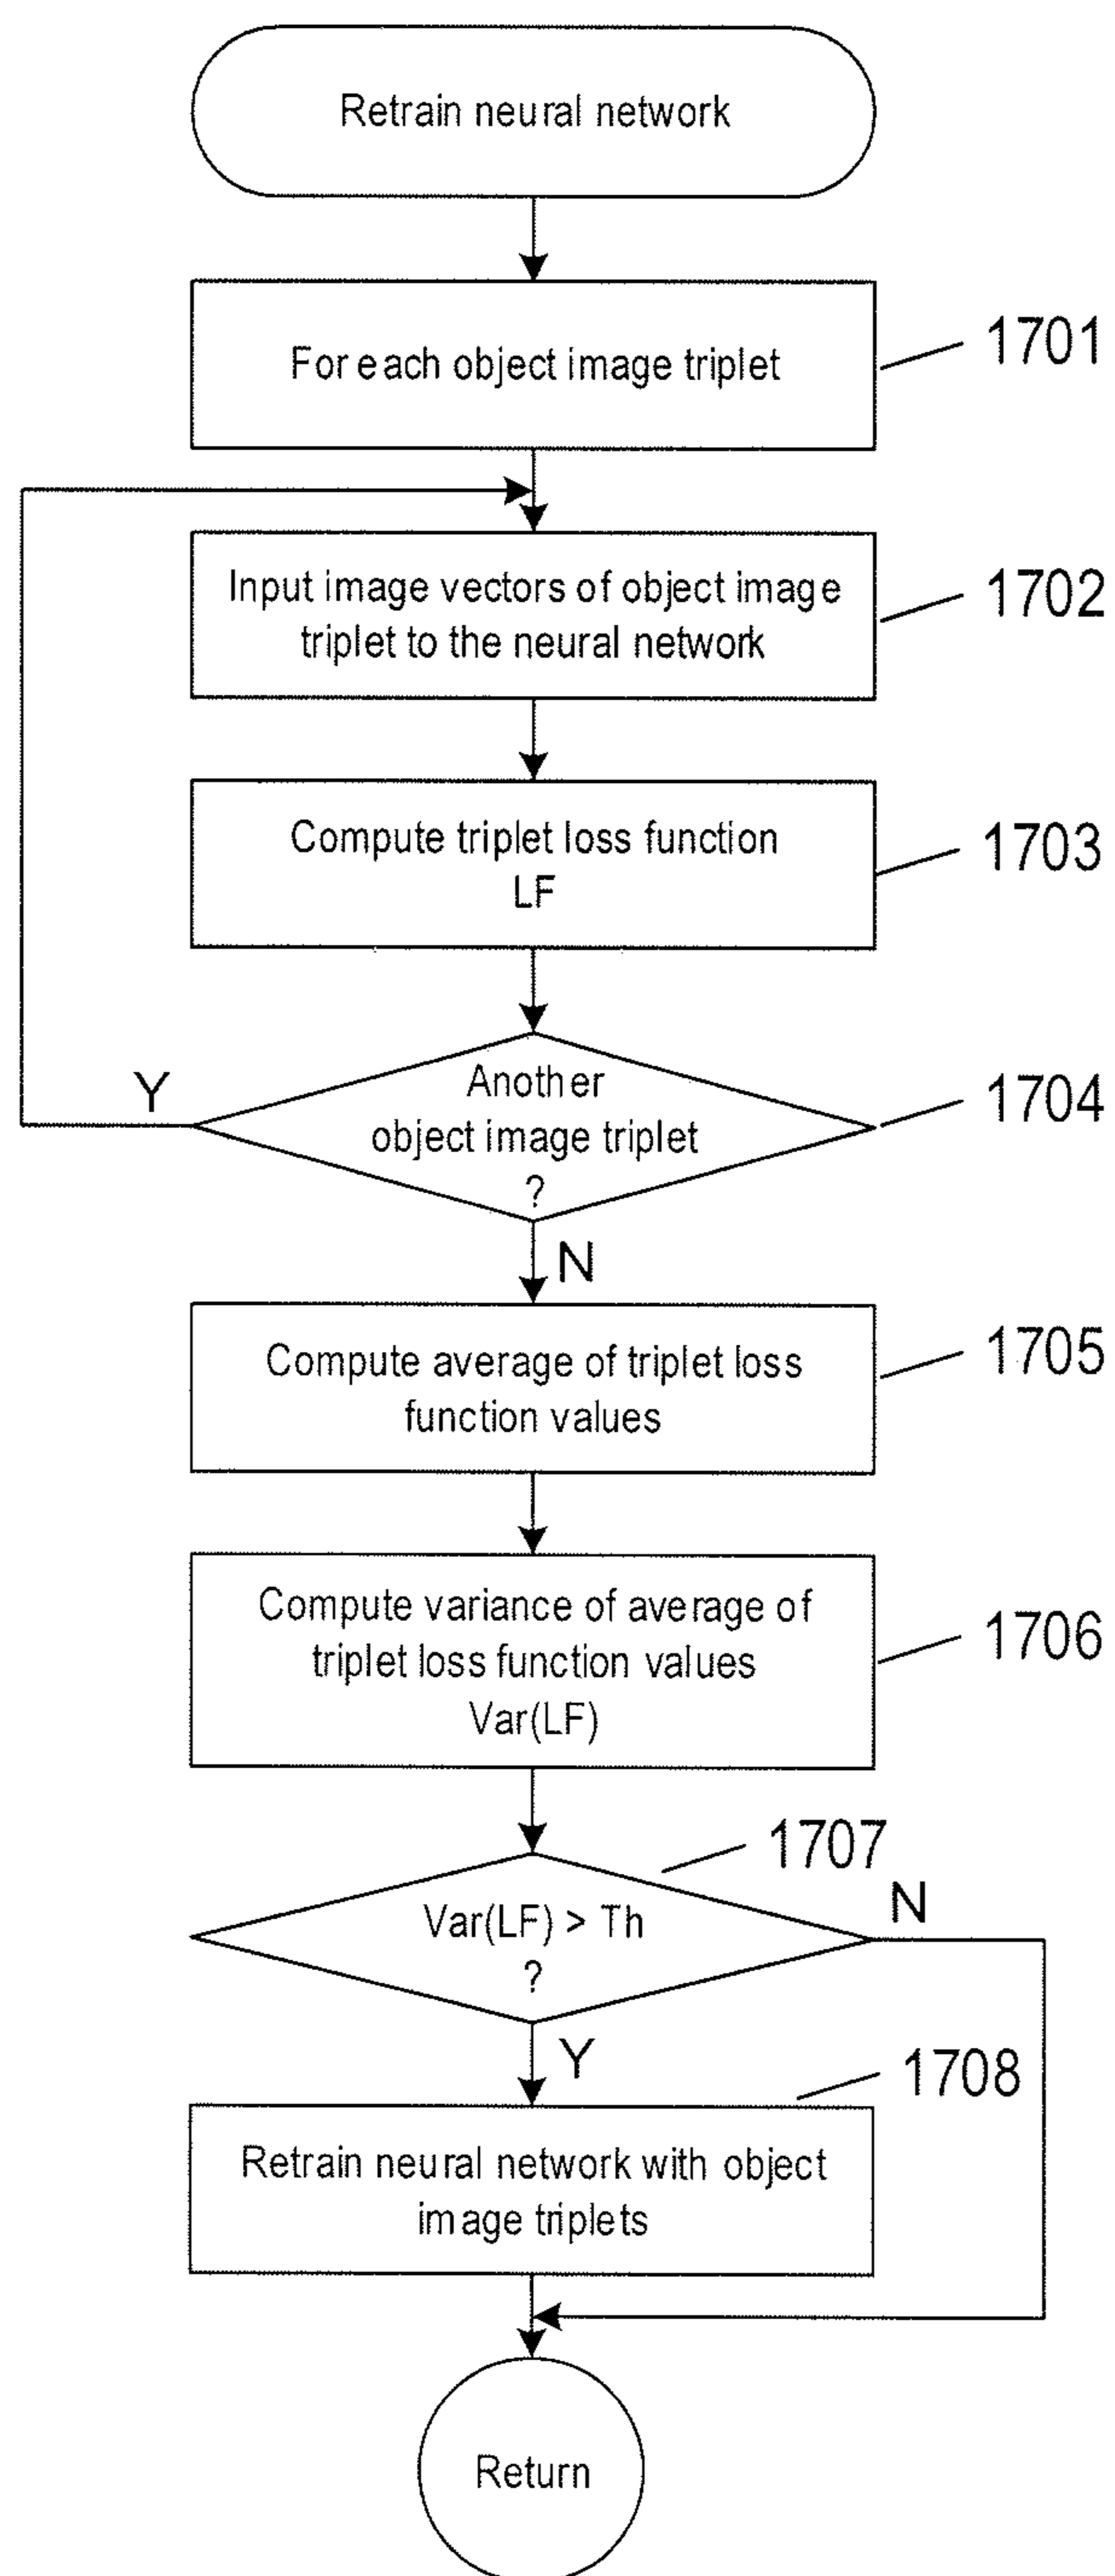 Retrain neural network
For each object image triplet
1701
Input image vectors of object image
triplet to the neural network
1702
Compute triplet loss function
LF
1703
Another
object image triplet
?
1704
Y
N
Compute average of triplet loss
function values
1705
Compute variance of average of
triplet loss function values
Var(LF)
1706
1707
Var(LF) > Th
?
N
Y
1708
Retrain neural network with object
image triplets
Return